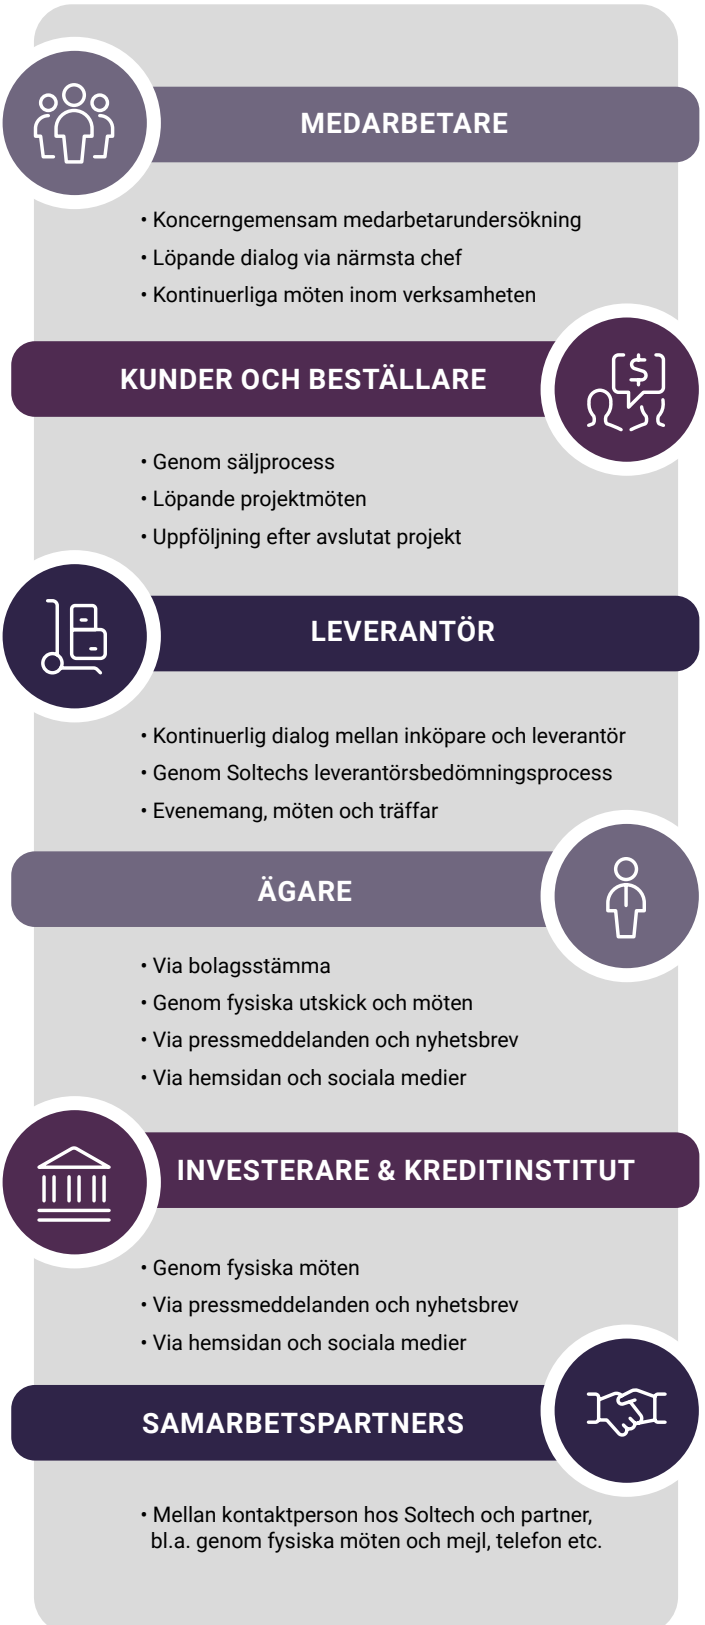 MEDARBETARE
• Koncerngemensam medarbetarundersökning
• Löpande dialog via närmsta chef
• Kontinuerliga möten inom verksamheten
KUNDER OCH BESTÄLLARE
$
• Genom säljprocess
• Löpande projektmöten
• Uppföljning efter avslutat projekt
LEVERANTÖR
• Kontinuerlig dialog mellan inköpare och leverantör
• Genom Soltechs leverantörsbedömningsprocess
• Evenemang, möten och träffar
ÄGARE
• Via bolagsstämma
• Genom fysiska utskick och möten
• Via pressmeddelanden och nyhetsbrev
• Via hemsidan och sociala medier
INVESTERARE & KREDITINSTITUT
• Genom fysiska möten
• Via pressmeddelanden och nyhetsbrev
• Via hemsidan och sociala medier
SAMARBETSPARTNERS
• Mellan kontaktperson hos Soltech och partner,
bl.a. genom fysiska möten och mejl, telefon etc.